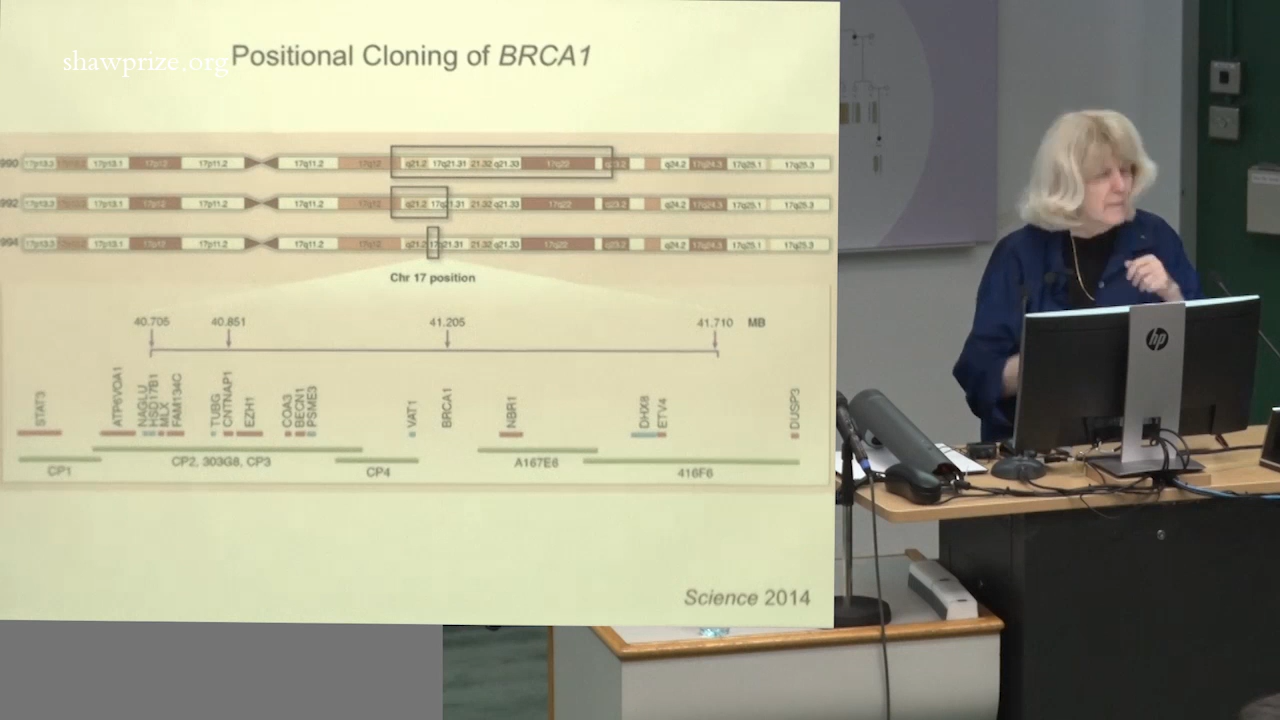 shawprize.org
Positional Cloning of BRCA1
990 17p13.3 17p13.1 17p12 17p11.2 17q11.2 17q12 q21.2 17q21.31 21.32 q21.33 17q22 q23.2 q24.2 17q24.3 17q25.1 17q25.3
992 17p13.3 17p13.1 17p12 17p11.2 17q11.2 17q12 q21.2 17q21.31 21.32 q21.33 17q22 q23.2 q24.2 17q24.3 17q25.1 17q25.3
994 17p13.3 17p13.1 17p12 17p11.2 17q11.2 17q12 q21.2 17q21.31 21.32 q21.33 17q22 q23.2 q24.2 17q24.3 17q25.1 17q25.3
Chr 17 position
40.705 40.851 41.205 41.710 MB
STAT3 ATP6VOA1 NAGLU HSD17B1 MLX FAM134C TUBG CNTNAP1 EZH1 COA3 BECN1 PSME3 VAT1 BRCA1 NBR1 DHX8 ETV4 DUSP3
CP1 CP2, 303G8, CP3 CP4 A167E6 416F6
Science 2014
hp